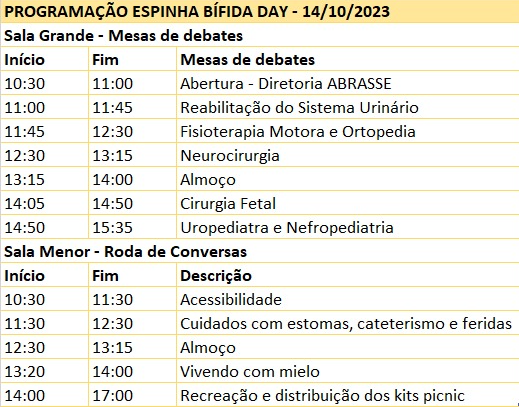 PROGRAMAÇÃO ESPINHA BÍFIDA DAY - 14/10/2023
Sala Grande - Mesas de debates
Início Fim Mesas de debates
10:30 11:00 Abertura - Diretoria ABRASSE
11:00 11:45 Reabilitação do Sistema Urinário
11:45 12:30 Fisioterapia Motora e Ortopedia
12:30 13:15 Neurocirurgia
13:15 14:00 Almoço
14:05 14:50 Cirurgia Fetal
14:50 15:35 Uropediatra e Nefropediatria
Sala Menor - Roda de Conversas
Início Fim Descrição
10:30 11:30 Acessibilidade
11:30 12:30 Cuidados com estomas, cateterismo e feridas
12:30 13:15 Almoço
13:20 14:00 Vivendo com mielo
14:00 17:00 Recreação e distribuição dos kits picnic